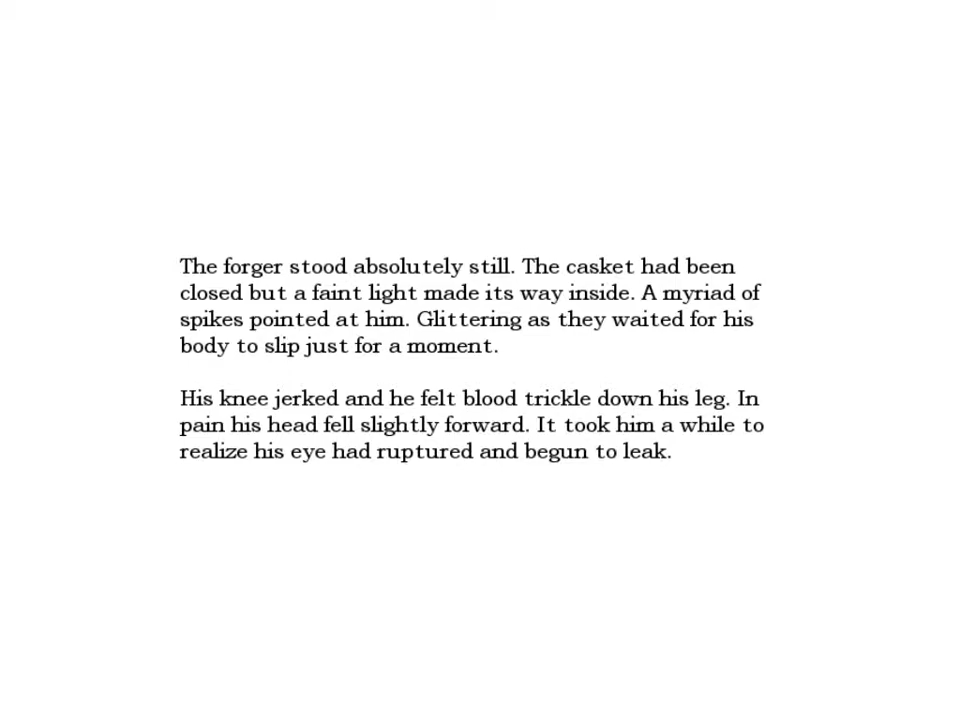 The forger stood absolutely still. The casket had been
closed but a faint light made its way inside. A myriad of
spikes pointed at him. Glittering as they waited for his
body to slip just for a moment.
His knee jerked and he felt blood trickle down his leg. In
pain his head fell slightly forward. It took him a while to
realize his eye had ruptured and begun to leak.